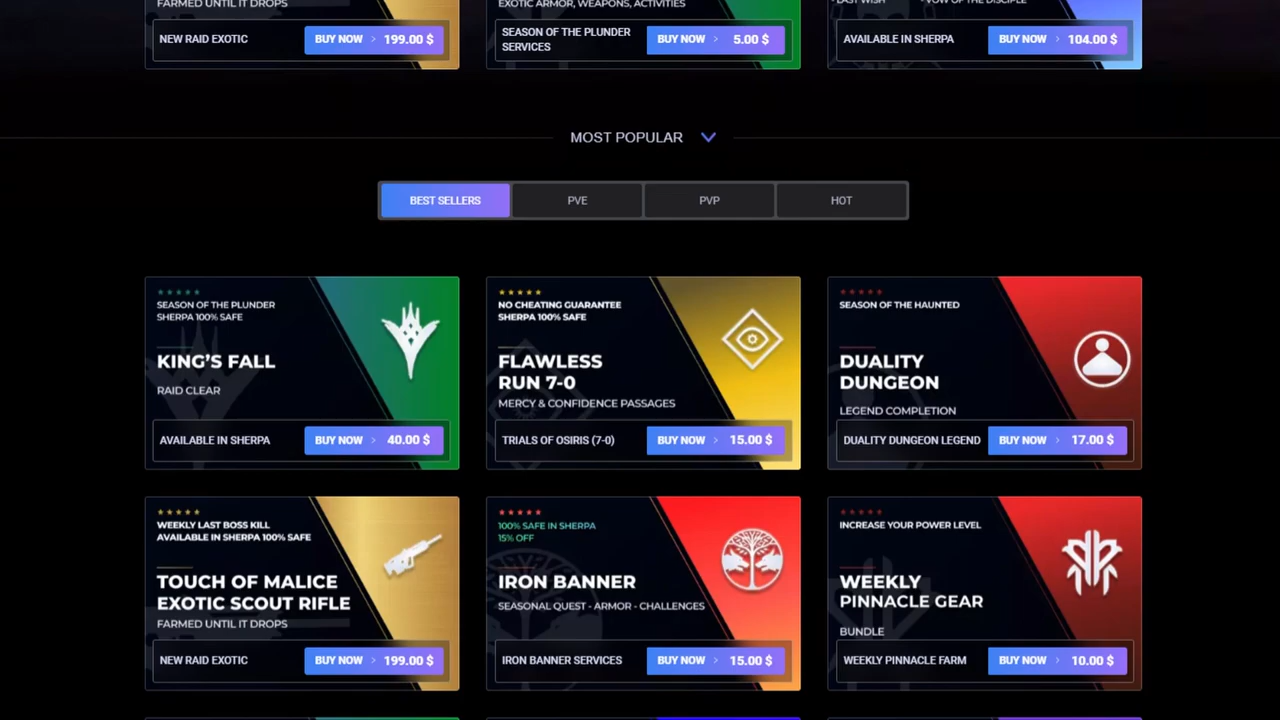 FARMED UNTIL IT DROPS
EXOTIC ARMOR, WEAPONS, ACTIVITIES
- LAST WISH - VOW OF THE DISCIPLE
NEW RAID EXOTIC
BUY NOW > 199.00 $
SEASON OF THE PLUNDER
SERVICES
BUY NOW > 5.00 $
AVAILABLE IN SHERPA
BUY NOW > 104.00 $
MOST POPULAR
BEST SELLERS
PVE
PVP
HOT
SEASON OF THE PLUNDER
SHERPA 100% SAFE
KING'S FALL
RAID CLEAR
AVAILABLE IN SHERPA
BUY NOW > 40.00 $
NO CHEATING GUARANTEE
SHERPA 100% SAFE
FLAWLESS
RUN 7-0
MERCY & CONFIDENCE PASSAGES
TRIALS OF OSIRIS (7-0)
BUY NOW > 15.00 $
SEASON OF THE HAUNTED
DUALITY
DUNGEON
LEGEND COMPLETION
DUALITY DUNGEON LEGEND
BUY NOW > 17.00 $
WEEKLY LAST BOSS KILL
AVAILABLE IN SHERPA 100% SAFE
TOUCH OF MALICE
EXOTIC SCOUT RIFLE
FARMED UNTIL IT DROPS
NEW RAID EXOTIC
BUY NOW > 199.00 $
100% SAFE IN SHERPA
15% OFF
IRON BANNER
SEASONAL QUEST - ARMOR - CHALLENGES
IRON BANNER SERVICES
BUY NOW > 15.00 $
INCREASE YOUR POWER LEVEL
WEEKLY
PINNACLE GEAR
BUNDLE
WEEKLY PINNACLE FARM
BUY NOW > 10.00 $